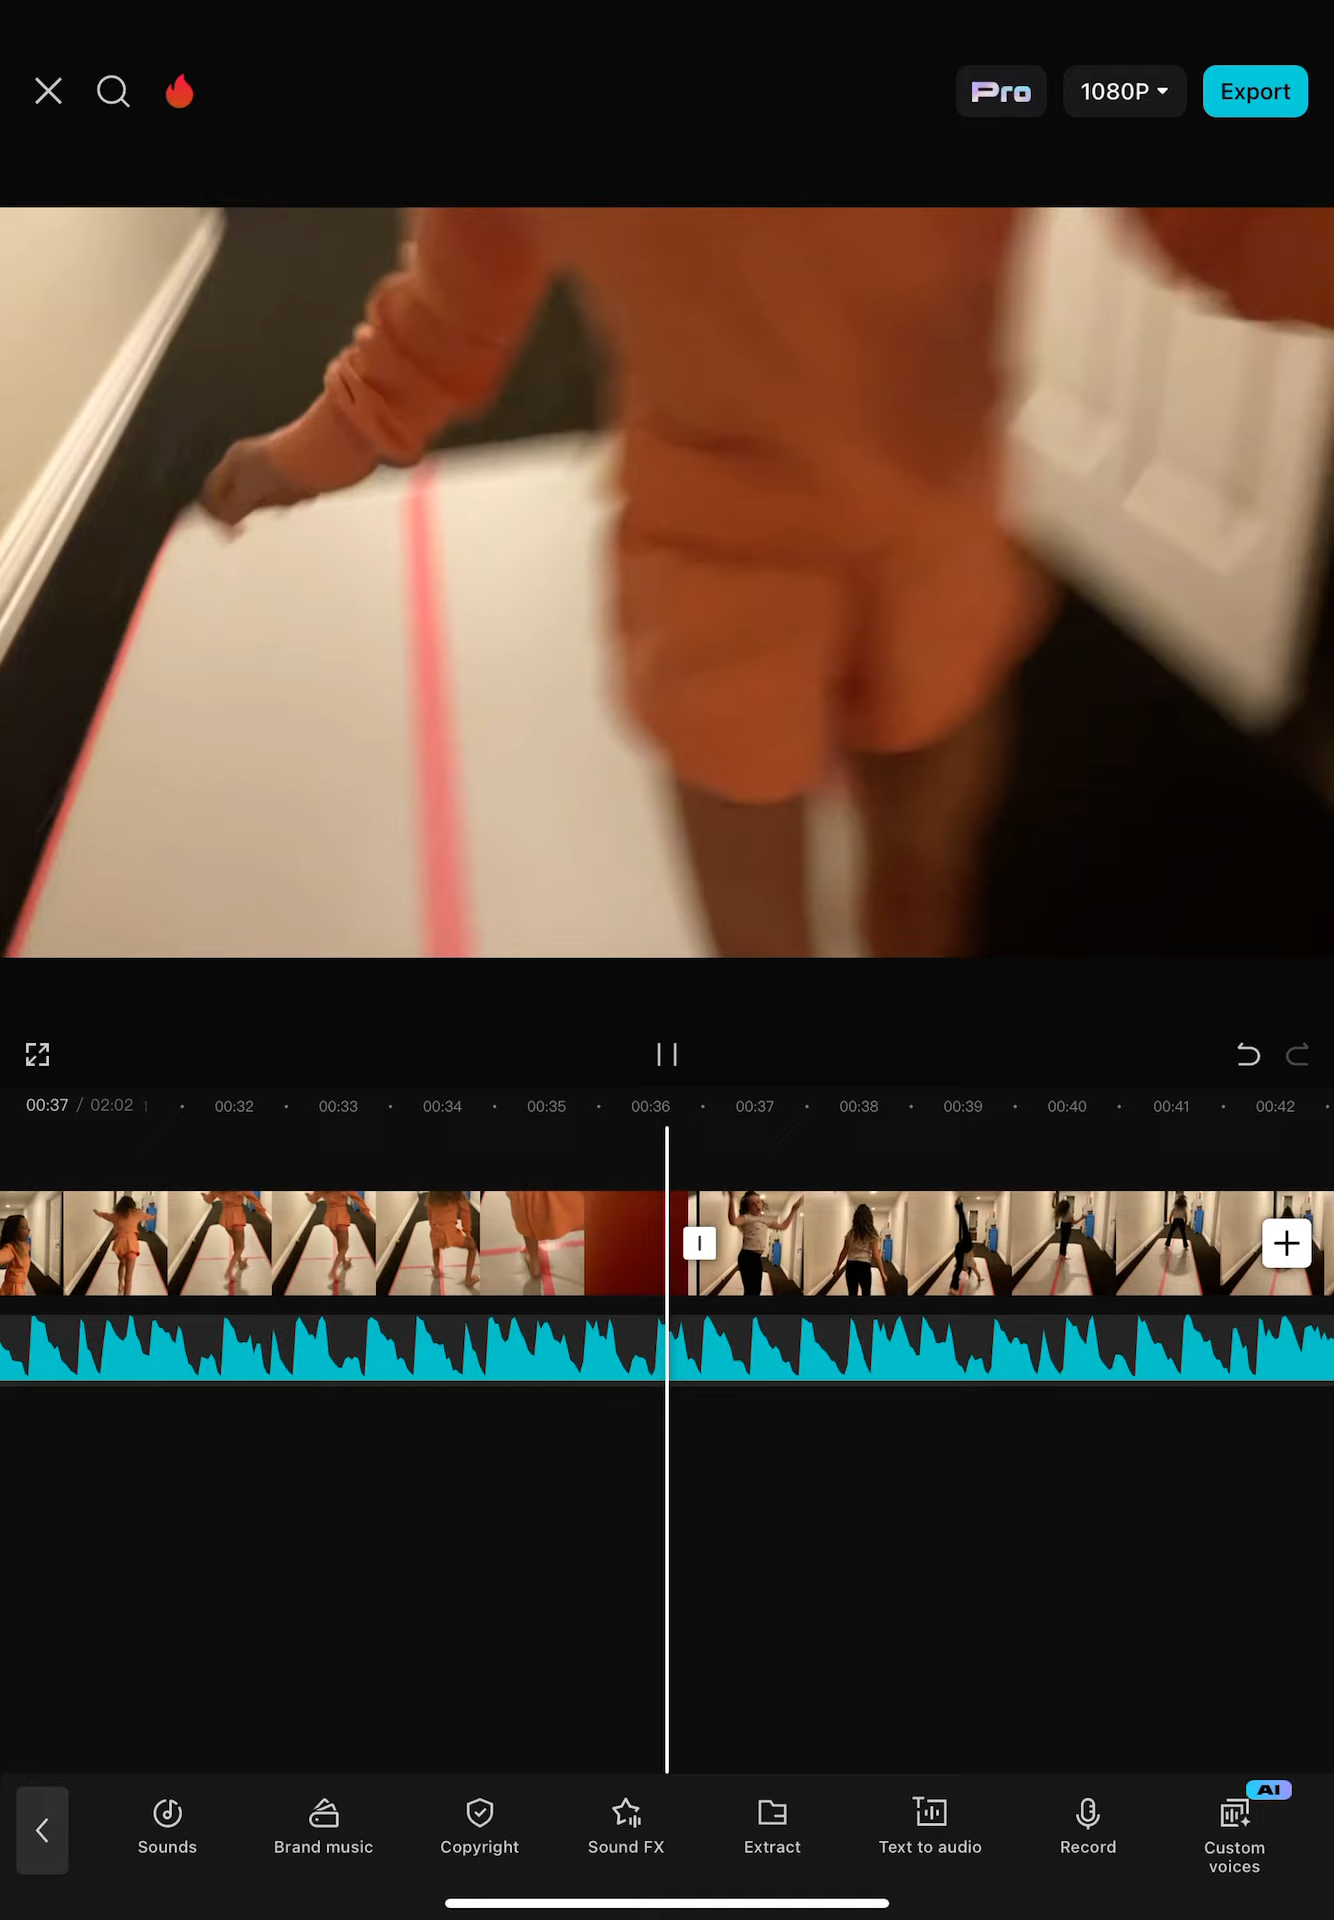 Pro 1080P Export
00:37 / 02:02 00:32 00:33 00:34 00:35 00:36 00:37 00:38 00:39 00:40 00:41 00:42
AI
Sounds Brand music Copyright Sound FX Extract Text to audio Record Custom voices